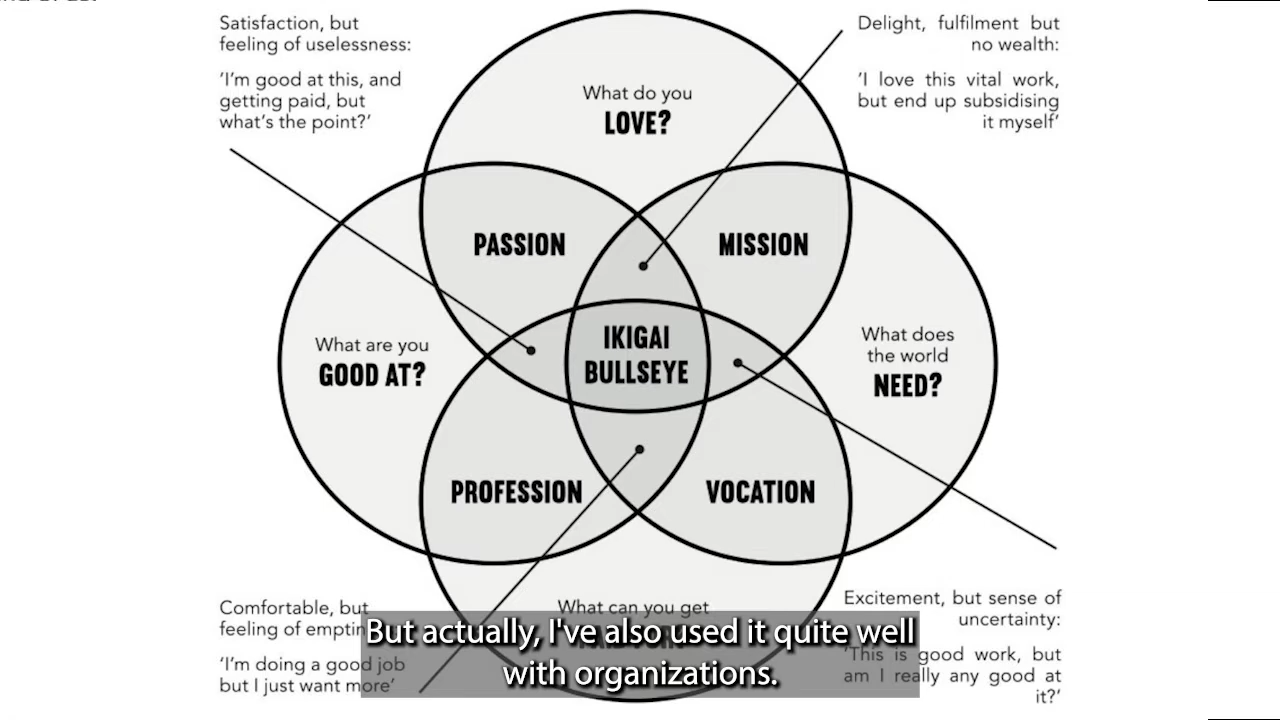 Satisfaction, but
feeling of uselessness:
'I'm good at this, and
getting paid, but
what's the point?'
Delight, fulfilment but
no wealth:
'I love this vital work,
but end up subsidising
it myself'
What do you
LOVE?
PASSION
MISSION
What are you
GOOD AT?
IKIGAI
BULLSEYE
What does
the world
NEED?
PROFESSION
VOCATION
What can you get
Comfortable, but
feeling of
'I'm doing a good job
but I just want more'
Excitement, but sense of
uncertainty:
'This is good work, but
am I really any good at
it?'
But actually, I've also used it quite well
with organizations.